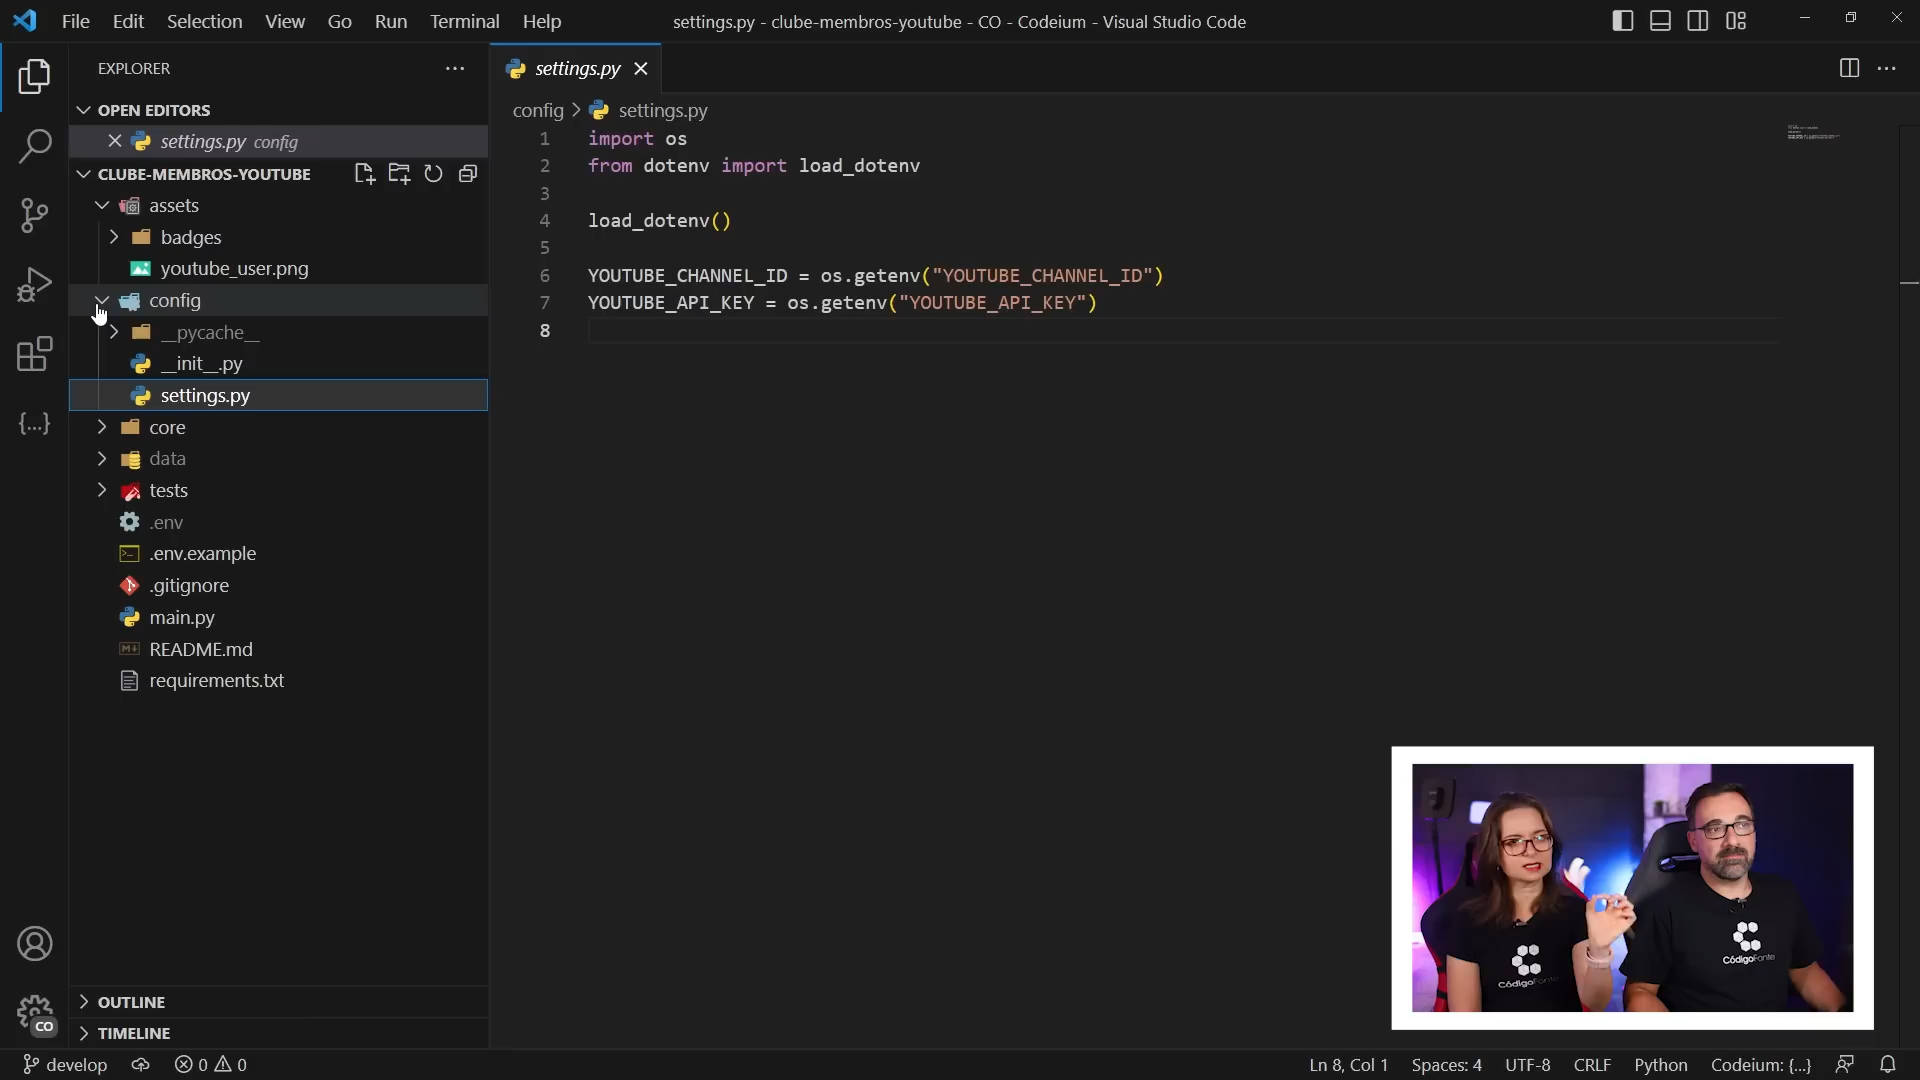 File Edit Selection View Go Run Terminal Help
settings.py - clube-membros-youtube - CO - Codeium - Visual Studio Code
EXPLORER
OPEN EDITORS
settings.py config
CLUBE-MEMBROS-YOUTUBE
assets
badges
youtube_user.png
config
__pycache__
__init__.py
settings.py
core
data
tests
.env
.env.example
.gitignore
main.py
README.md
requirements.txt
OUTLINE
TIMELINE
CO
settings.py
config > settings.py
1 import os
2 from dotenv import load_dotenv
3
4 load_dotenv()
5
6 YOUTUBE_CHANNEL_ID = os.getenv("YOUTUBE_CHANNEL_ID")
7 YOUTUBE_API_KEY = os.getenv("YOUTUBE_API_KEY")
8
CódigoFonte
CódigoFonte
develop 0 0 Ln 8, Col 1 Spaces: 4 UTF-8 CRLF Python Codeium: {...}